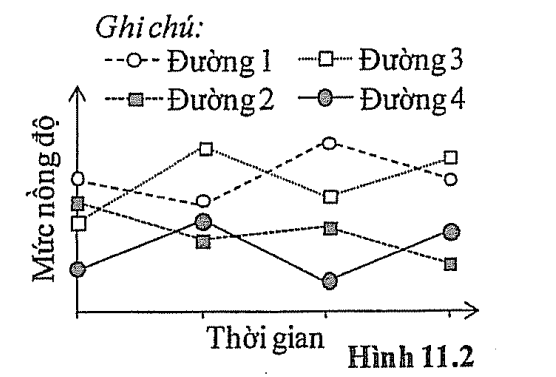 Ghi chú:
Đường 1 Đường 3
Đường 2 Đường 4
Mức nồng độ
Thời gian
Hình 11.2